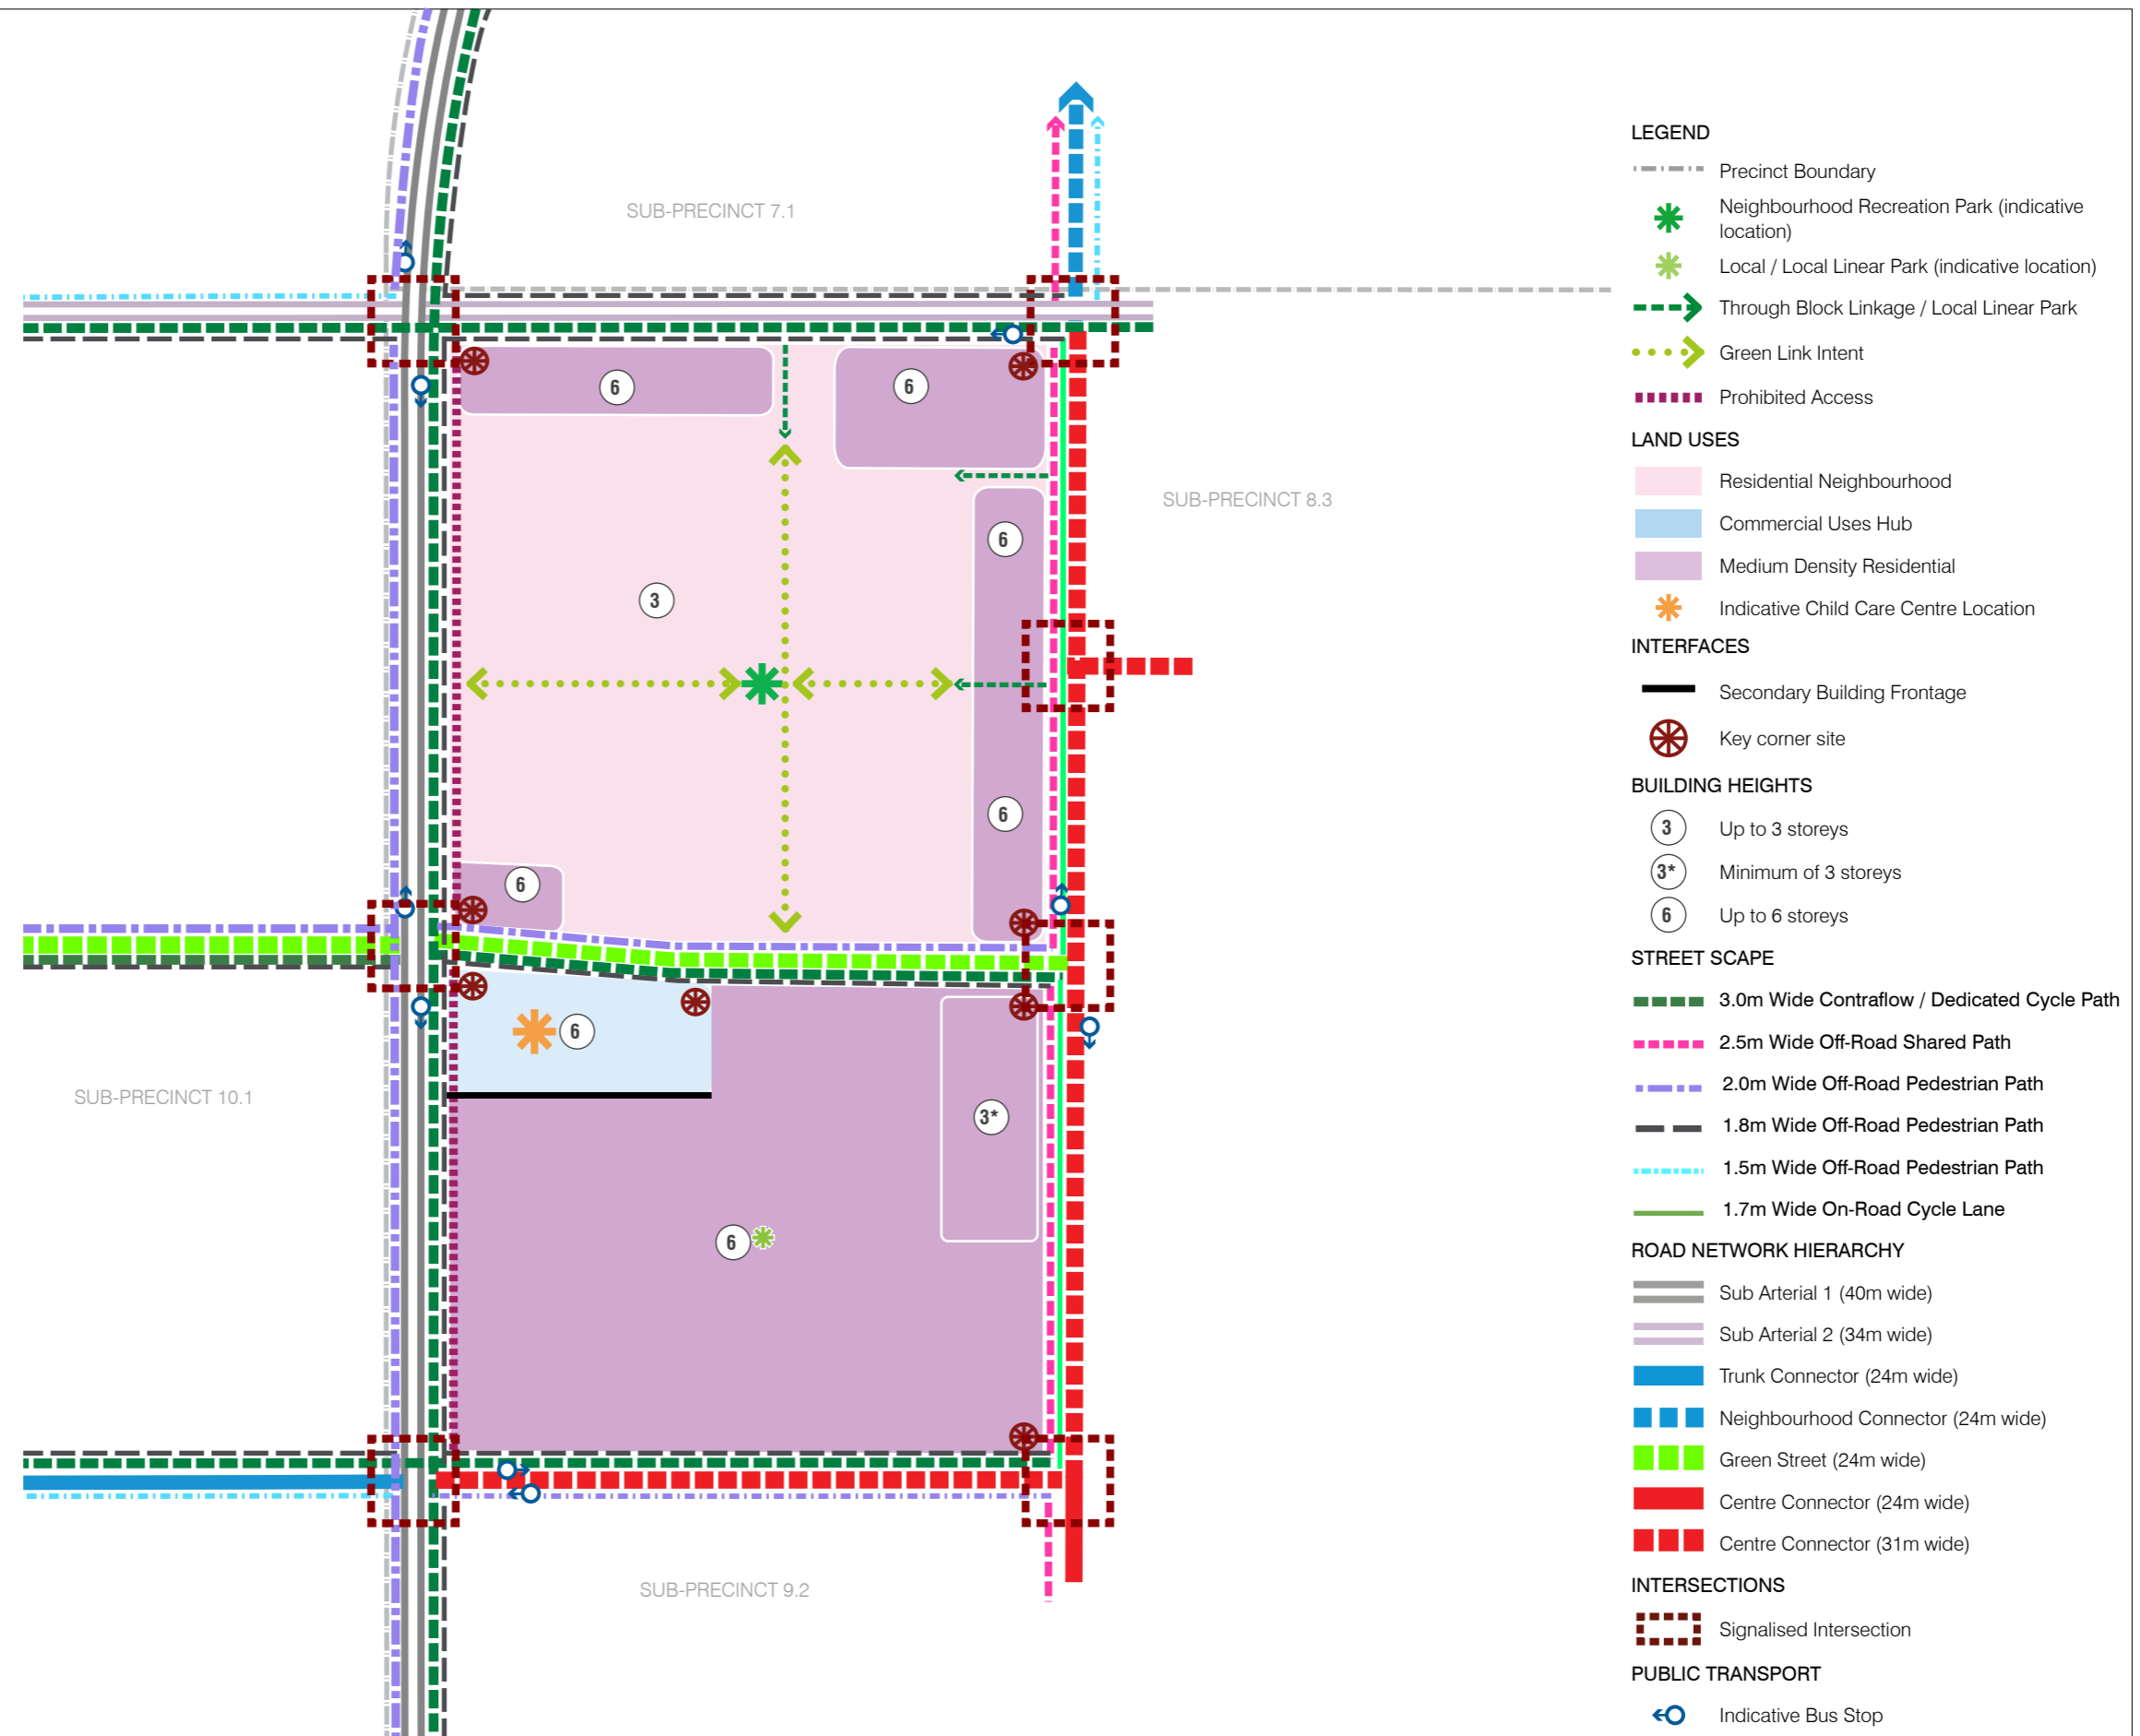 SUB-PRECINCT 7.1
6
6
SUB-PRECINCT 8.3
6
3
6
6
6
SUB-PRECINCT 10.1
3*
6
SUB-PRECINCT 9.2
LEGEND
Precinct Boundary
Neighbourhood Recreation Park (indicative
location)
Local / Local Linear Park (indicative location)
Through Block Linkage / Local Linear Park
Green Link Intent
Prohibited Access
LAND USES
Residential Neighbourhood
Commercial Uses Hub
Medium Density Residential
Indicative Child Care Centre Location
INTERFACES
Secondary Building Frontage
Key corner site
BUILDING HEIGHTS
3 Up to 3 storeys
3* Minimum of 3 storeys
6 Up to 6 storeys
STREET SCAPE
3.0m Wide Contraflow / Dedicated Cycle Path
2.5m Wide Off-Road Shared Path
2.0m Wide Off-Road Pedestrian Path
1.8m Wide Off-Road Pedestrian Path
1.5m Wide Off-Road Pedestrian Path
1.7m Wide On-Road Cycle Lane
ROAD NETWORK HIERARCHY
Sub Arterial 1 (40m wide)
Sub Arterial 2 (34m wide)
Trunk Connector (24m wide)
Neighbourhood Connector (24m wide)
Green Street (24m wide)
Centre Connector (24m wide)
Centre Connector (31m wide)
INTERSECTIONS
Signalised Intersection
PUBLIC TRANSPORT
Indicative Bus Stop